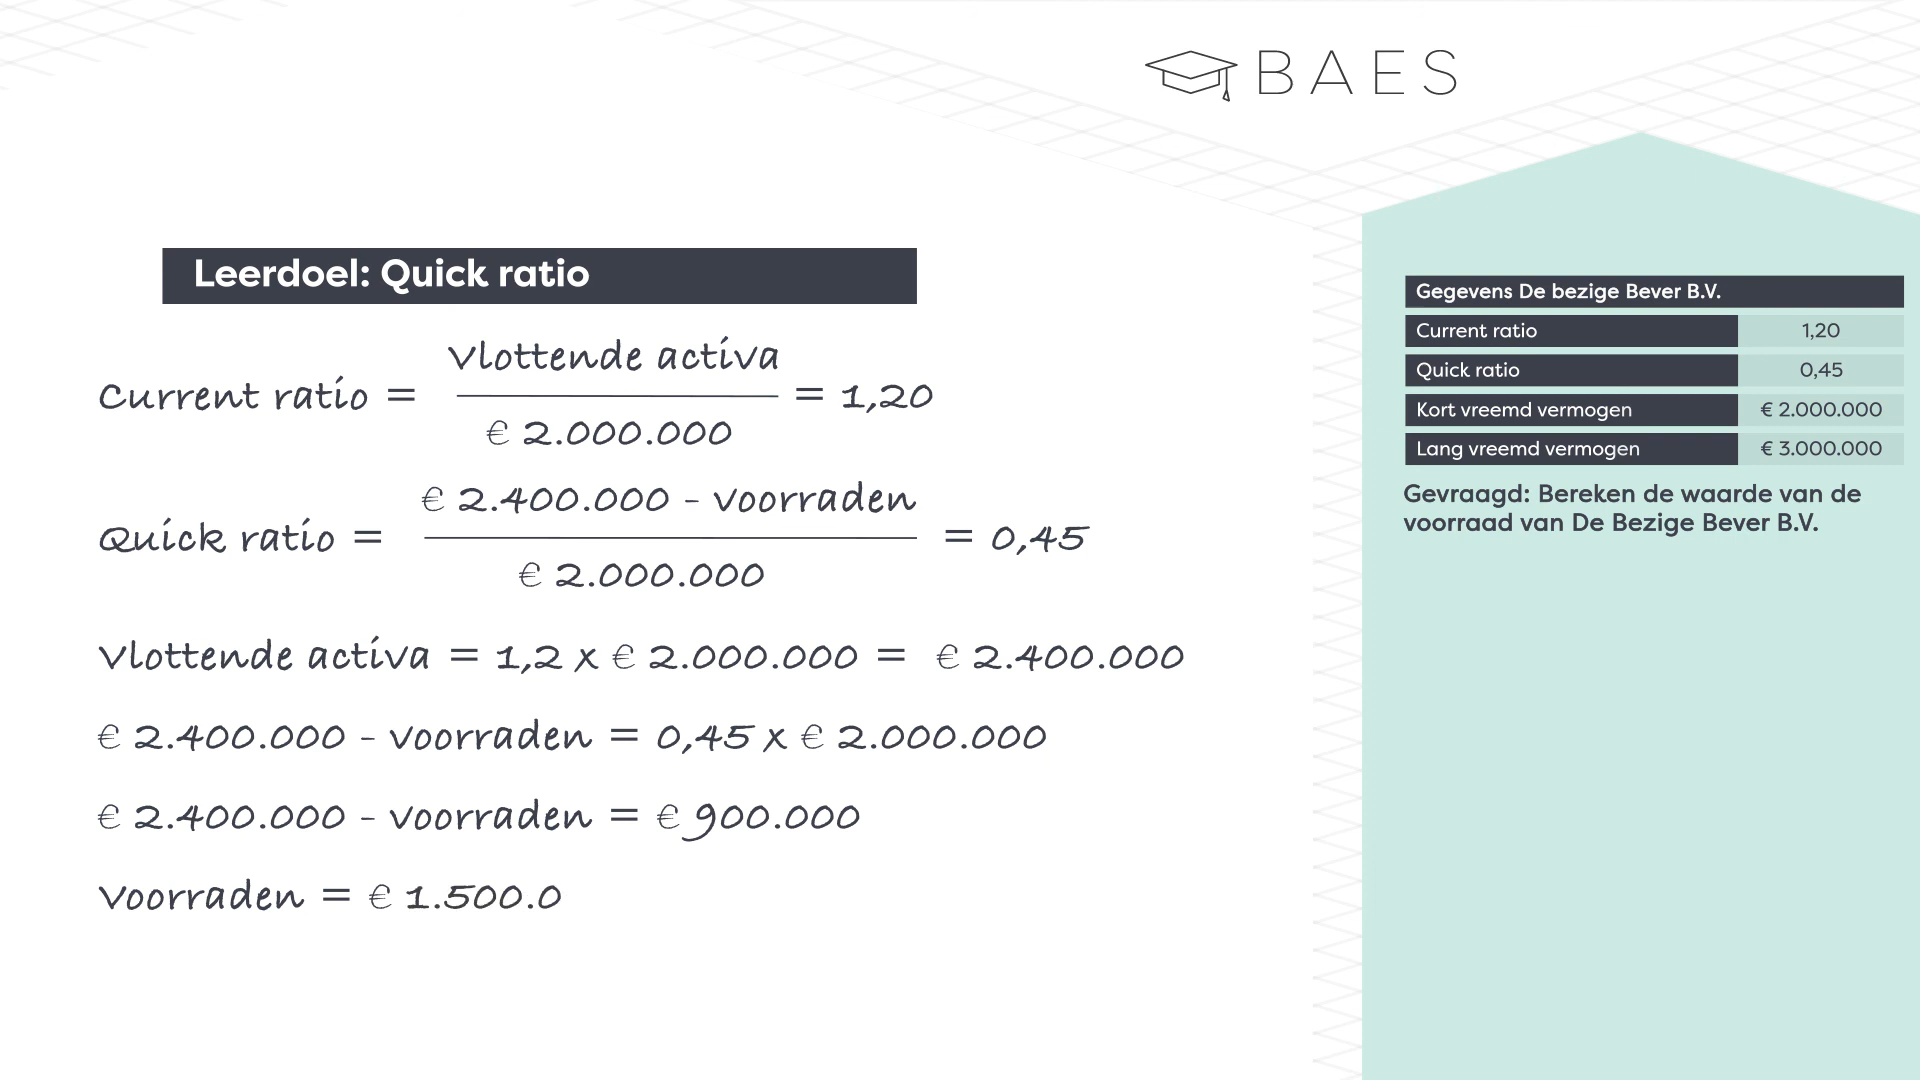 BAES
Leerdoel: Quick ratio
Vlottende activa
Current ratio = = 1,20
€ 2.000.000
€ 2.400.000 - voorraden
Quick ratio = = 0,45
€ 2.000.000
Vlottende activa = 1,2 x € 2.000.000 = € 2.400.000
€ 2.400.000 - voorraden = 0,45 x € 2.000.000
€ 2.400.000 - voorraden = € 900.000
Voorraden = € 1.500.0
Gegevens De bezige Bever B.V.
Current ratio 1,20
Quick ratio 0,45
Kort vreemd vermogen € 2.000.000
Lang vreemd vermogen € 3.000.000
Gevraagd: Bereken de waarde van de
voorraad van De Bezige Bever B.V.